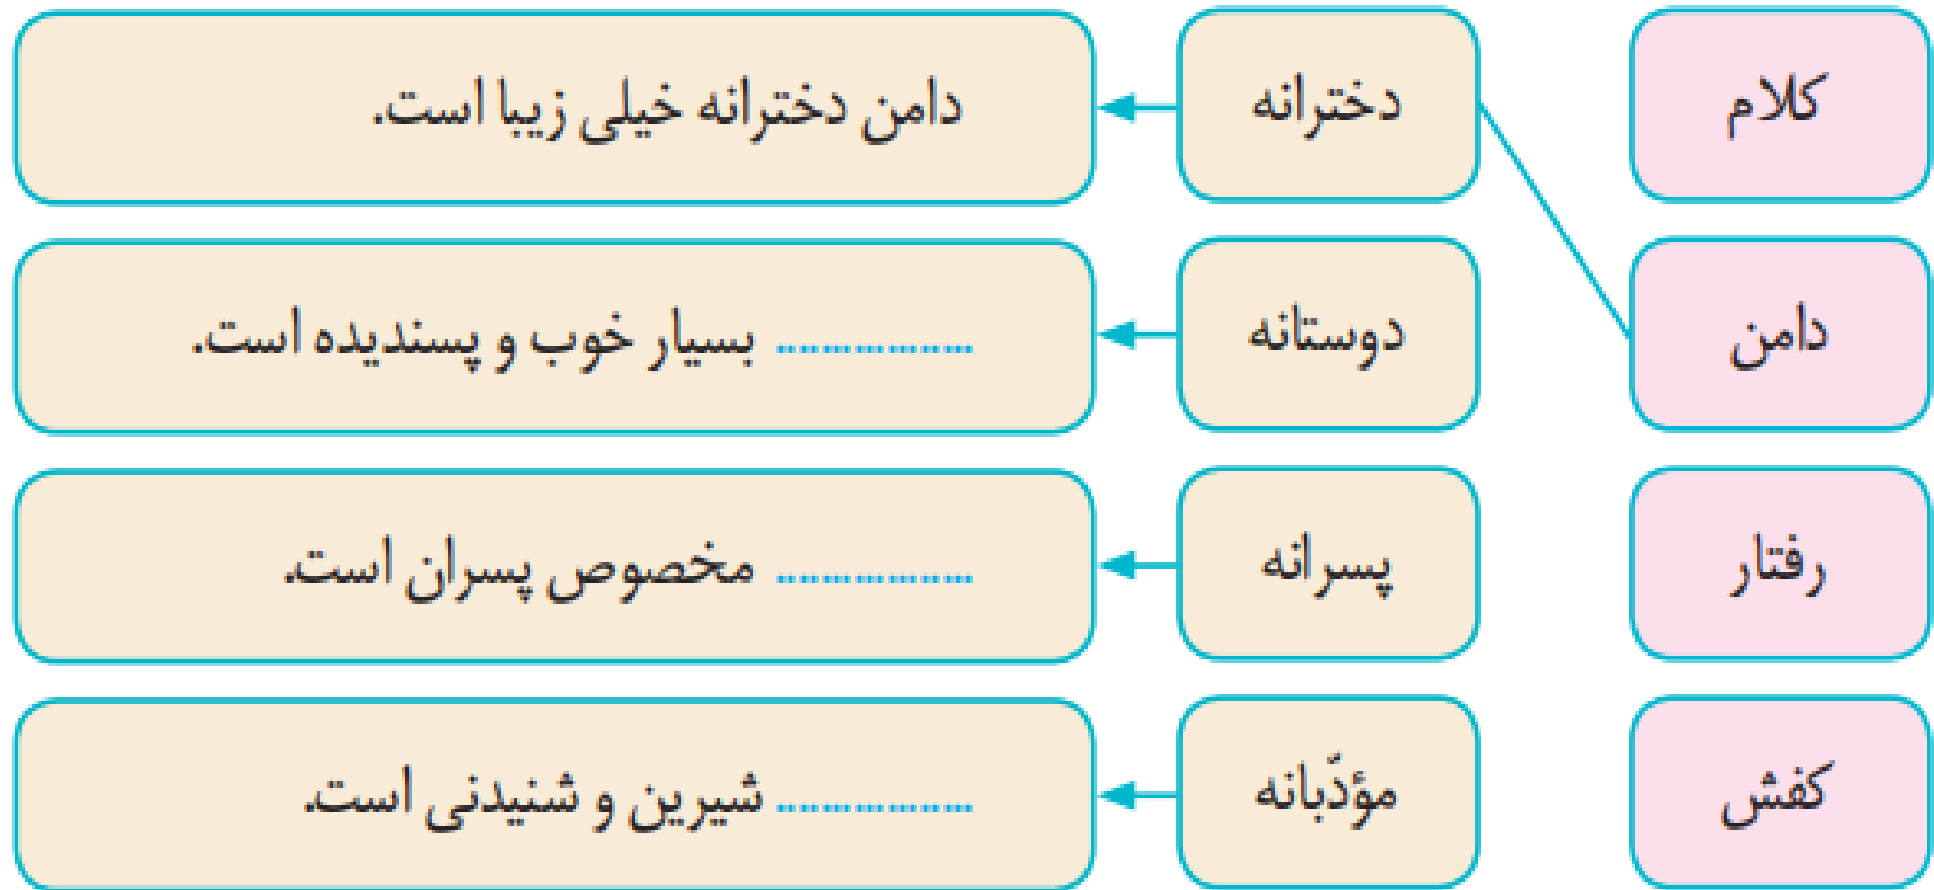 کلام
دخترانه
دامن دخترانه خیلی زیبا است.
دامن
دوستانه
.................. بسیار خوب و پسندیده است.
رفتار
پسرانه
.................. مخصوص پسران است.
کفش
مؤدّبانه
.................. شیرین و شنیدنی است.